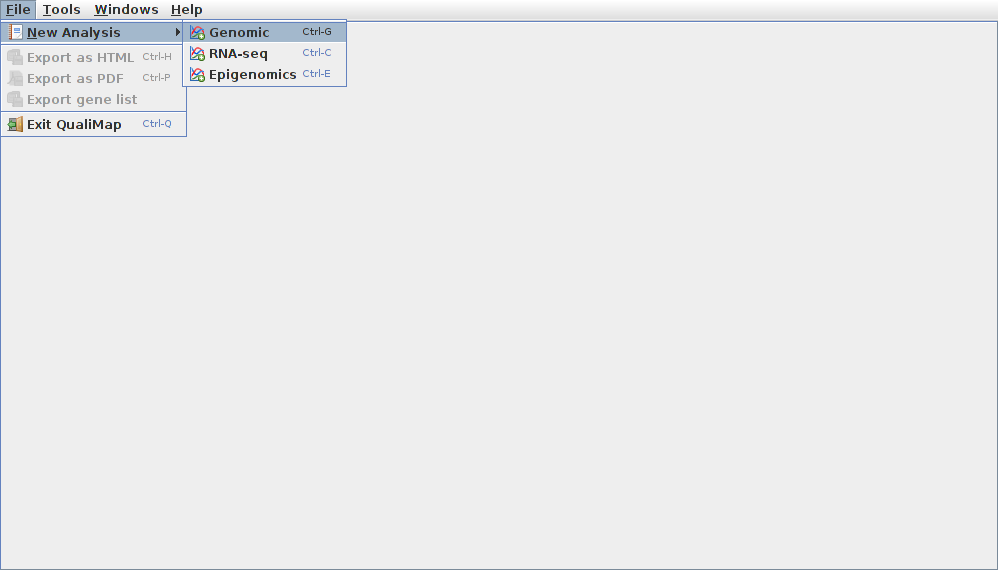 File Tools Windows Help
New Analysis
Genomic Ctrl-G
RNA-seq Ctrl-C
Epigenomics Ctrl-E
Export as HTML Ctrl-H
Export as PDF Ctrl-P
Export gene list
Exit QualiMap Ctrl-Q